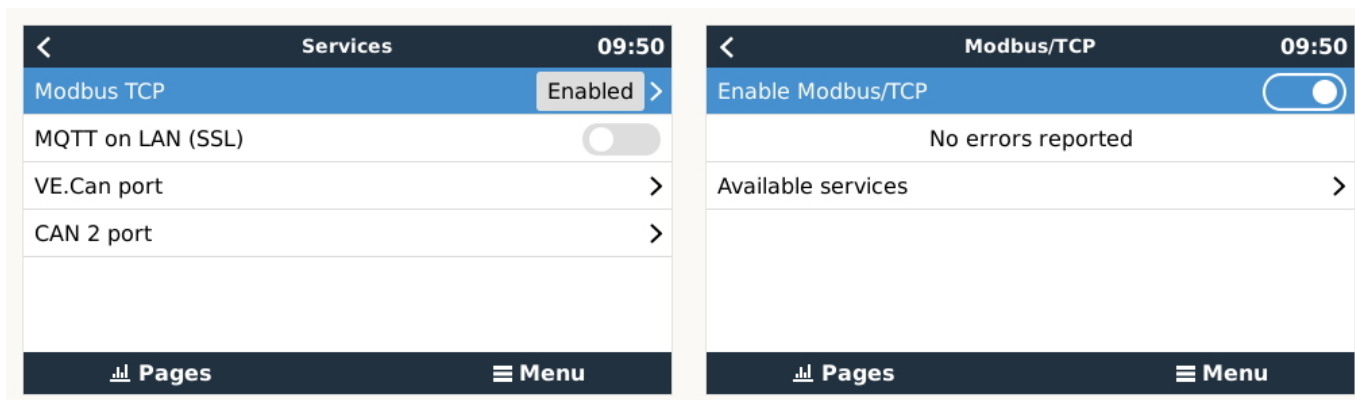 Services 09:50
Modbus TCP Enabled
MQTT on LAN (SSL)
VE.Can port
CAN 2 port
Pages Menu
Modbus/TCP 09:50
Enable Modbus/TCP
No errors reported
Available services
Pages Menu